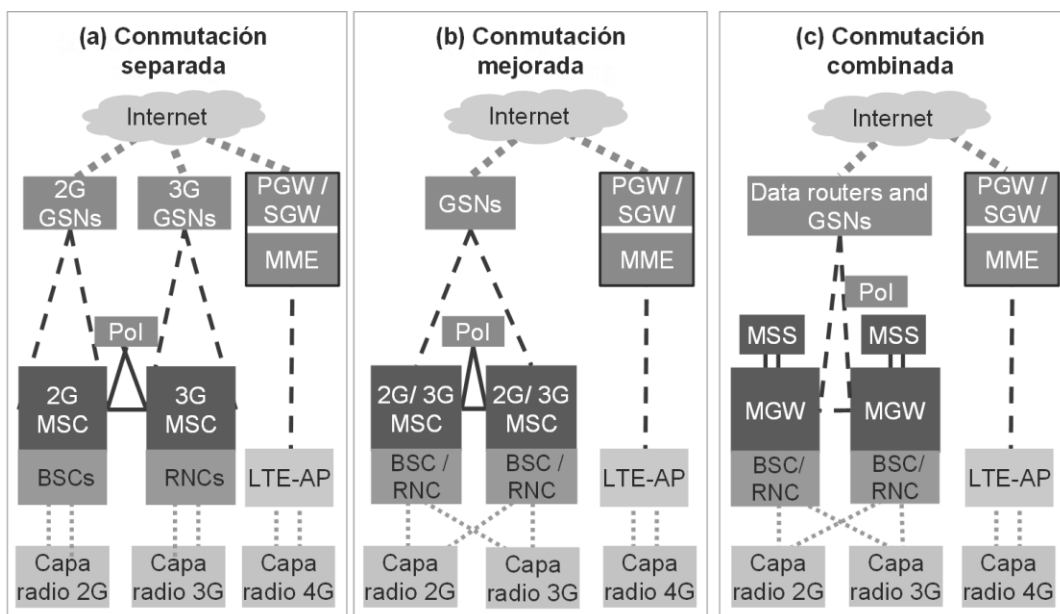 (a) Conmutación
separada
Internet
2G
GSNs
3G
GSNs
PGW /
SGW
MME
PoI
2G
MSC
3G
MSC
BSCs
RNCs
LTE-AP
Capa
radio 2G
Capa
radio 3G
Capa
radio 4G
(b) Conmutación
mejorada
Internet
GSNs
PGW /
SGW
MME
PoI
2G/ 3G
MSC
2G/ 3G
MSC
BSC /
RNC
BSC /
RNC
LTE-AP
Capa
radio 2G
Capa
radio 3G
Capa
radio 4G
(c) Conmutación
combinada
Internet
Data routers and
GSNs
PGW /
SGW
MME
PoI
MSS
MSS
MGW
MGW
BSC/
RNC
BSC/
RNC
LTE-AP
Capa
radio 2G
Capa
radio 3G
Capa
radio 4G